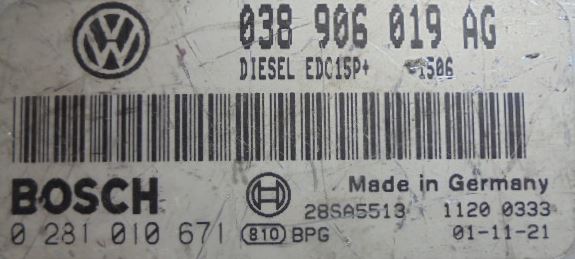 038 906 019 AG
DIESEL EDC15P+ -1506
BOSCH
Made in Germany
28SA5513 1120 0333
0 281 010 671 810 BPG 01-11-21